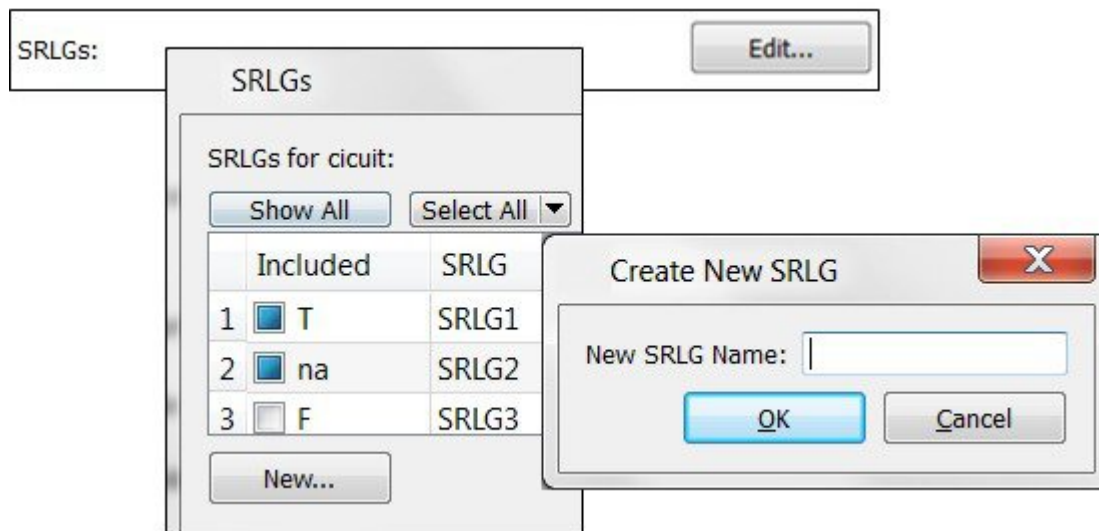 SRLGs:
Edit...
SRLGs
SRLGs for cicuit:
Show All Select All
Included SRLG
1 T SRLG1
2 na SRLG2
3 F SRLG3
New...
Create New SRLG
New SRLG Name:
OK Cancel